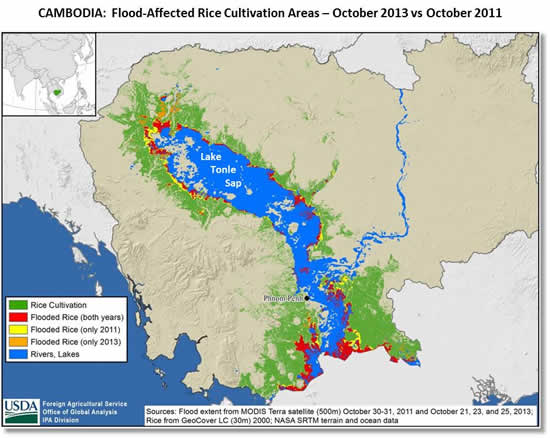 CAMBODIA: Flood-Affected Rice Cultivation Areas – October 2013 vs October 2011
Lake
Tonle
Sap
Phnom Penh
Rice Cultivation
Flooded Rice (both years)
Flooded Rice (only 2011)
Flooded Rice (only 2013)
Rivers, Lakes
USDA
Foreign Agricultural Service
Office of Global Analysis
IPA Division
Sources: Flood extent from MODIS Terra satellite (500m) October 30-31, 2011 and October 21, 23, and 25, 2013;
Rice from GeoCover LC (30m) 2000; NASA SRTM terrain and ocean data